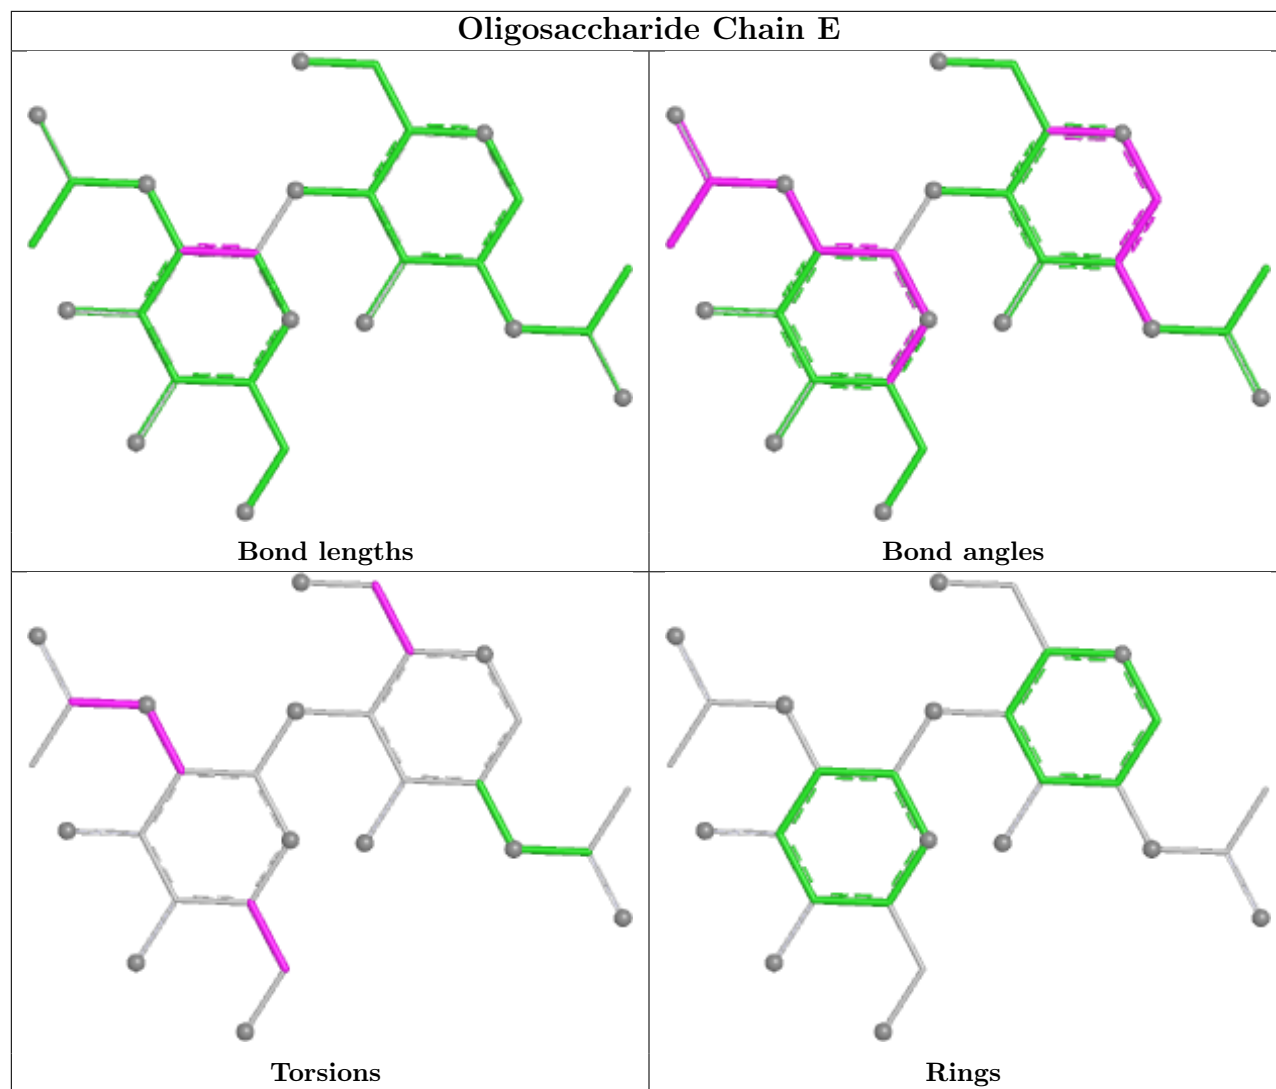 Oligosaccharide Chain E
Bond lengths
Bond angles
Torsions
Rings